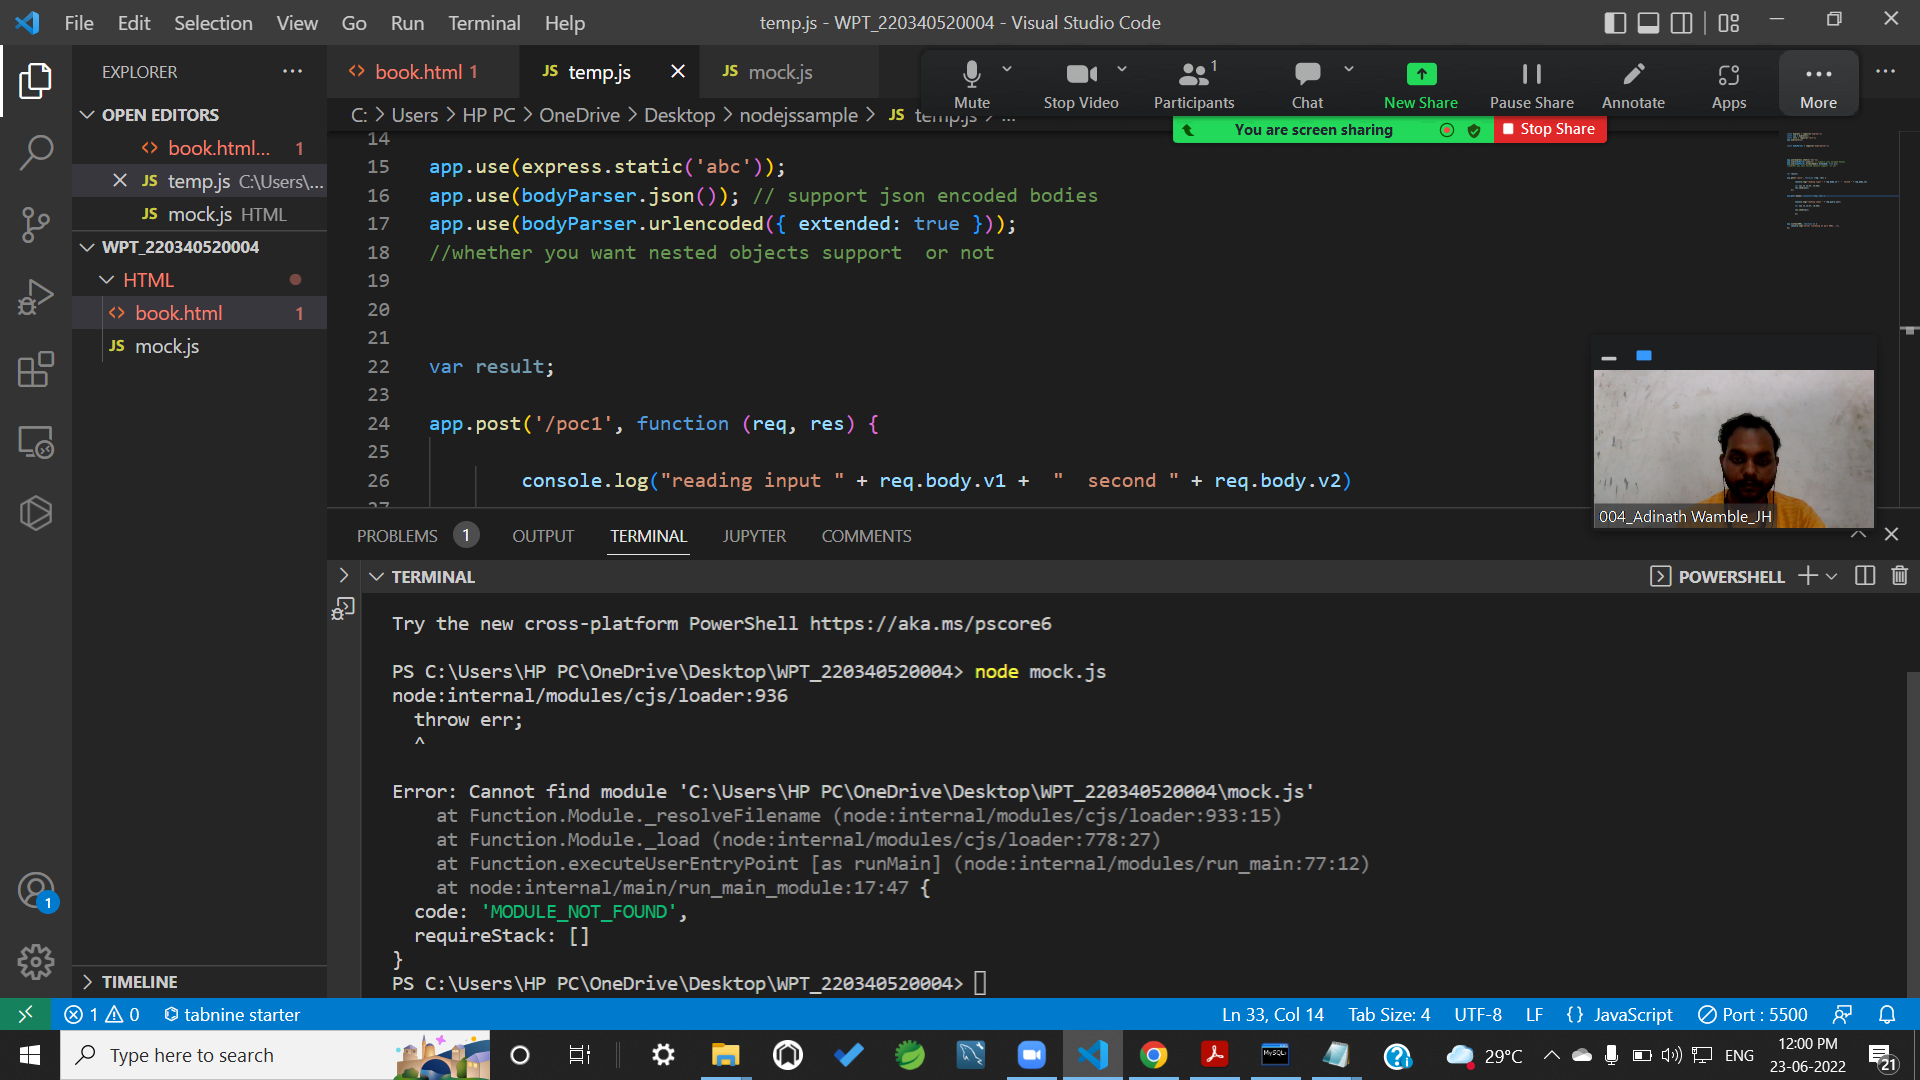 File Edit Selection View Go Run Terminal Help
temp.js - WPT_220340520004 - Visual Studio Code
EXPLORER
OPEN EDITORS
<> book.html... 1
JS temp.js C:\Users\...
JS mock.js HTML
WPT_220340520004
HTML
<> book.html 1
JS mock.js
TIMELINE
<> book.html 1
JS temp.js
JS mock.js
C: > Users > HP PC > OneDrive > Desktop > nodejssample > JS temp.js > ...
Mute
Stop Video
1
Participants
Chat
New Share
Pause Share
Annotate
Apps
More
You are screen sharing
Stop Share
14
15 app.use(express.static('abc'));
16 app.use(bodyParser.json()); // support json encoded bodies
17 app.use(bodyParser.urlencoded({ extended: true }));
18 //whether you want nested objects support  or not
19
20
21
22 var result;
23
24 app.post('/poc1', function (req, res) {
25
26 console.log("reading input " + req.body.v1 +  "  second " + req.body.v2)
27
004_Adinath Wamble_JH
PROBLEMS 1 OUTPUT TERMINAL JUPYTER COMMENTS
TERMINAL
POWERSHELL
Try the new cross-platform PowerShell https://aka.ms/pscore6
PS C:\Users\HP PC\OneDrive\Desktop\WPT_220340520004> node mock.js
node:internal/modules/cjs/loader:936
throw err;
^
Error: Cannot find module 'C:\Users\HP PC\OneDrive\Desktop\WPT_220340520004\mock.js'
at Function.Module._resolveFilename (node:internal/modules/cjs/loader:933:15)
at Function.Module._load (node:internal/modules/cjs/loader:778:27)
at Function.executeUserEntryPoint [as runMain] (node:internal/modules/run_main:77:12)
at node:internal/main/run_main_module:17:47 {
code: 'MODULE_NOT_FOUND',
requireStack: []
}
PS C:\Users\HP PC\OneDrive\Desktop\WPT_220340520004>
1
1 0 tabnine starter
Ln 33, Col 14 Tab Size: 4 UTF-8 LF {} JavaScript Port : 5500
Type here to search
MySQL
29°C
ENG
12:00 PM
23-06-2022
21